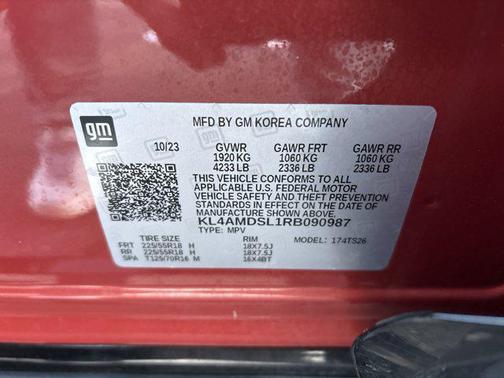 gm
MFD BY GM KOREA COMPANY
10/23 GVWR GAWR FRT GAWR RR
1920 KG 1060 KG 1060 KG
4233 LB 2336 LB 2336 LB
THIS VEHICLE CONFORMS TO ALL
APPLICABLE U.S. FEDERAL MOTOR
VEHICLE SAFETY AND THEFT PREVENTION
STANDARDS IN EFFECT ON THE DATE
OF MANUFACTURE SHOWN ABOVE.
KL4AMDSL1RB090987
TYPE: MPV MODEL: 174TS26
TIRE SIZE RIM
FRT 225/55R18 H 18X7.5J
RR 225/55R18 H 18X7.5J
SPA T125/70R16 M 16X4BT